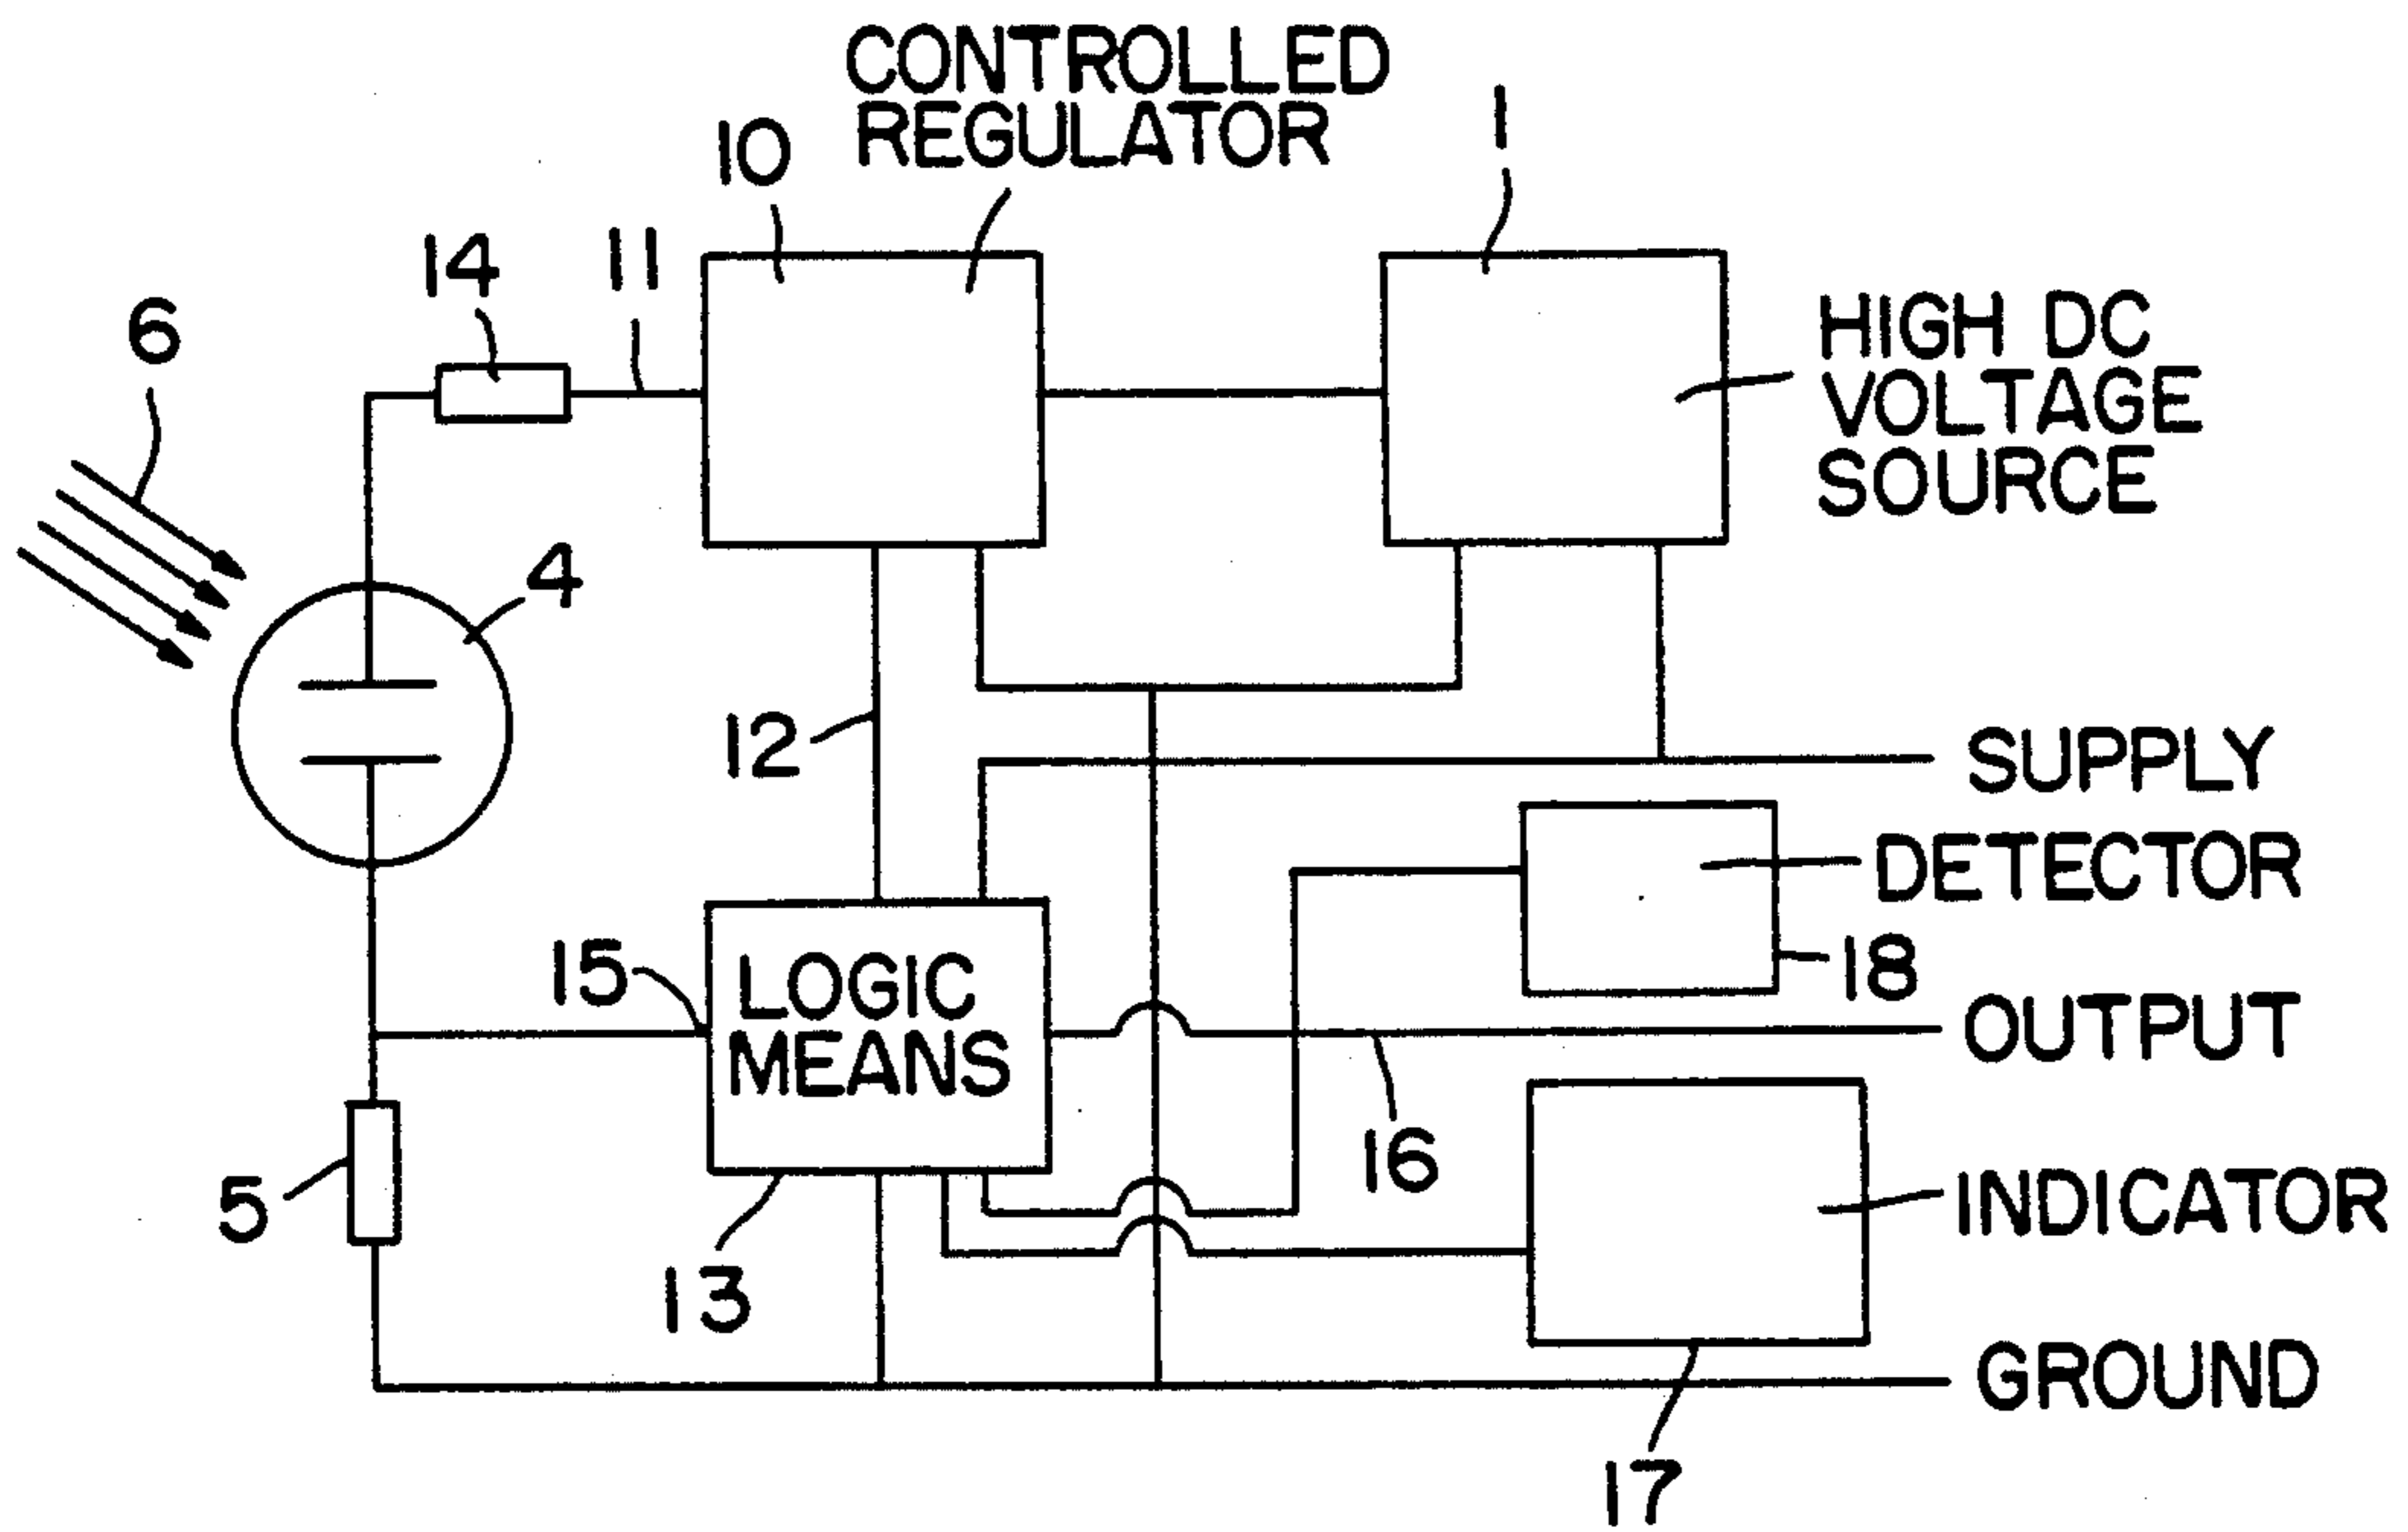 CONTROLLED
REGULATOR
10
1
14
11
6
HIGH DC
VOLTAGE
SOURCE
4
12
SUPPLY
DETECTOR
15
LOGIC
MEANS
18
OUTPUT
16
5
INDICATOR
13
GROUND
17